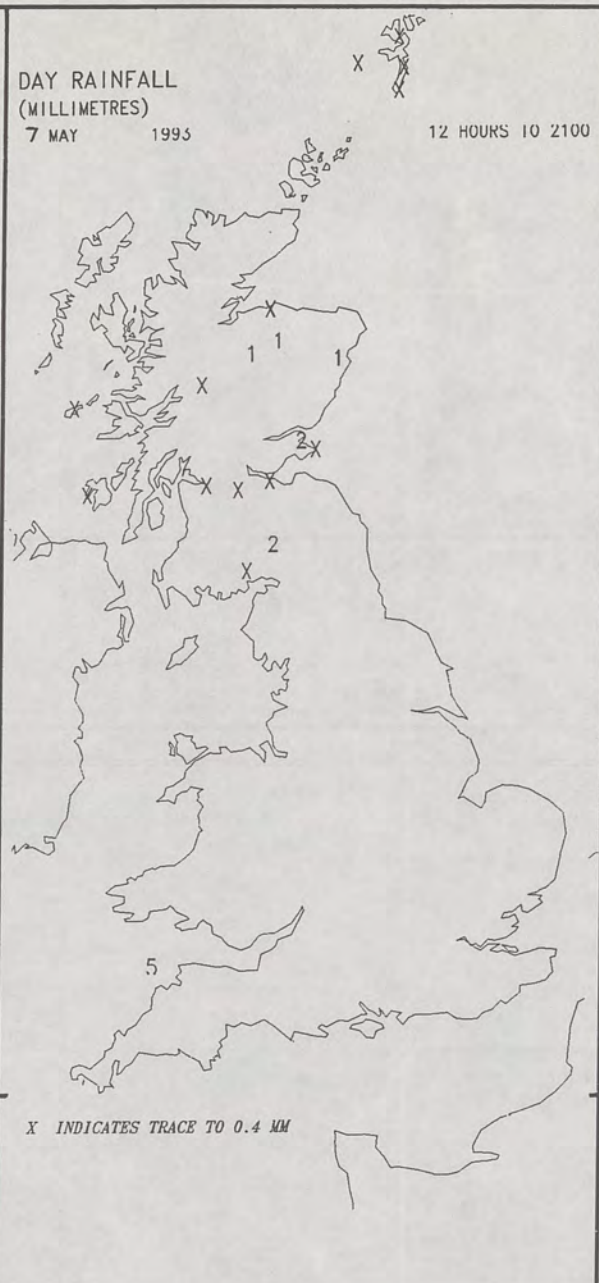 DAY RAINFALL
(MILLIMETRES)
7 MAY 1993
12 HOURS TO 2100
X
X
X
X
X
1
1
1
X
X
2
X
X
X
X
X
2
X
5
X INDICATES TRACE TO 0.4 MM